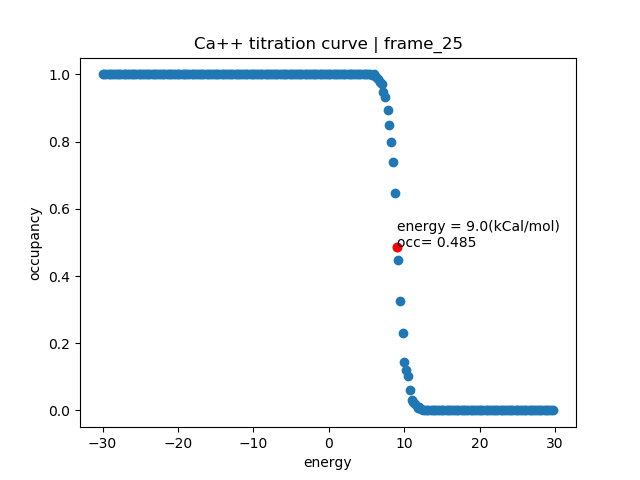 Ca++ titration curve | frame_25
1.0
0.8
0.6
0.4
0.2
0.0
occupancy
energy = 9.0(kCal/mol)
occ= 0.485
−30 −20 −10 0 10 20 30
energy